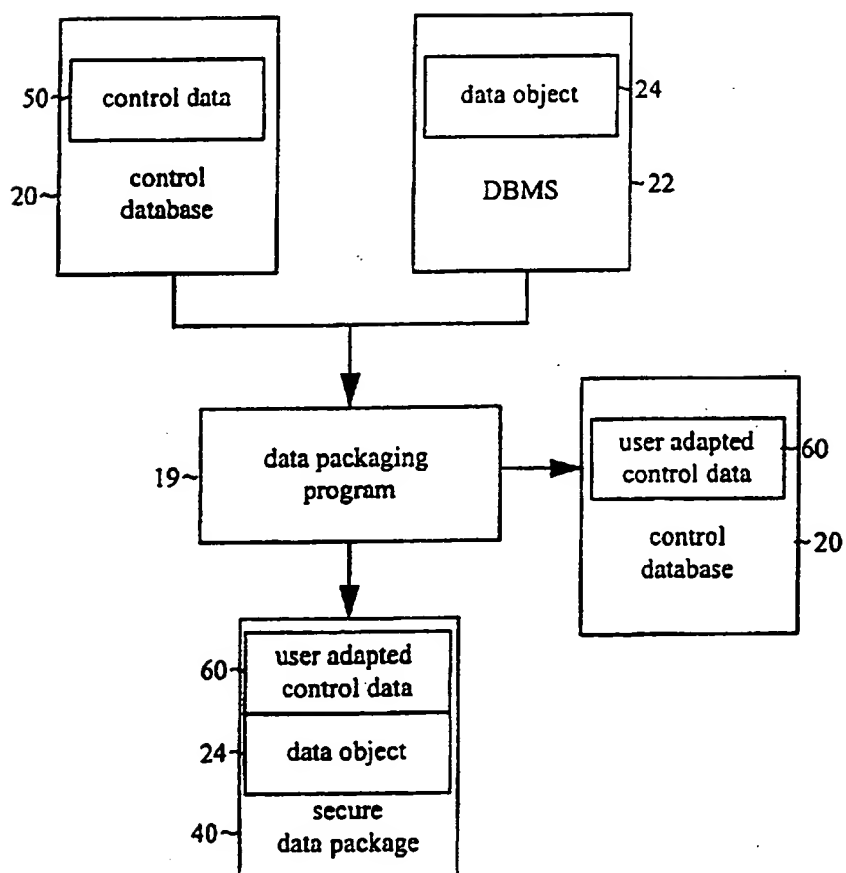 50~ control data
data object ~24
20~ control
database
DBMS ~22
19~ data packaging
program
user adapted
control data ~60
control
database ~20
60~ user adapted
control data
24~ data object
40~ secure
data package